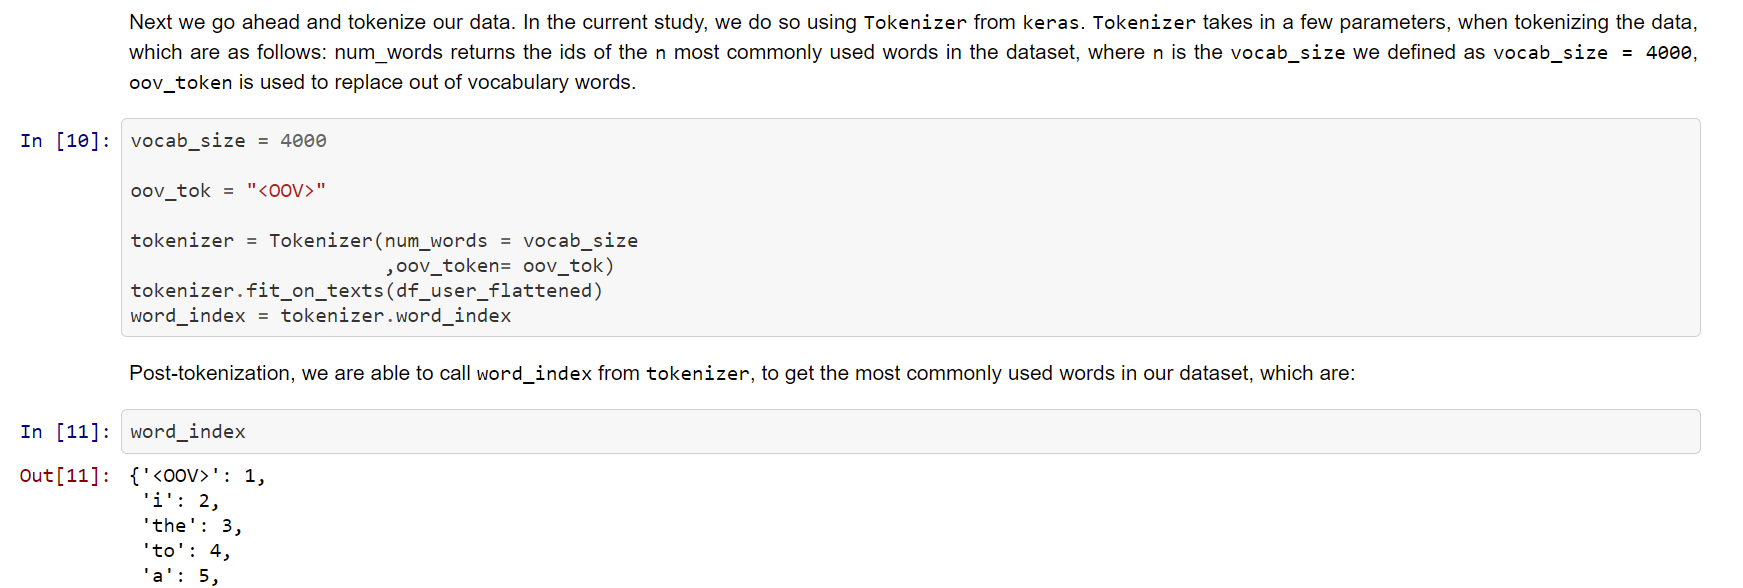 Next we go ahead and tokenize our data. In the current study, we do so using Tokenizer from keras. Tokenizer takes in a few parameters, when tokenizing the data,
which are as follows: num_words returns the ids of the n most commonly used words in the dataset, where n is the vocab_size we defined as vocab_size = 4000,
oov_token is used to replace out of vocabulary words.
In [10]: vocab_size = 4000
oov_tok = "<OOV>"
tokenizer = Tokenizer(num_words = vocab_size
,oov_token= oov_tok)
tokenizer.fit_on_texts(df_user_flattened)
word_index = tokenizer.word_index
Post-tokenization, we are able to call word_index from tokenizer, to get the most commonly used words in our dataset, which are:
In [11]: word_index
Out[11]: {'<OOV>': 1,
'i': 2,
'the': 3,
'to': 4,
'a': 5,